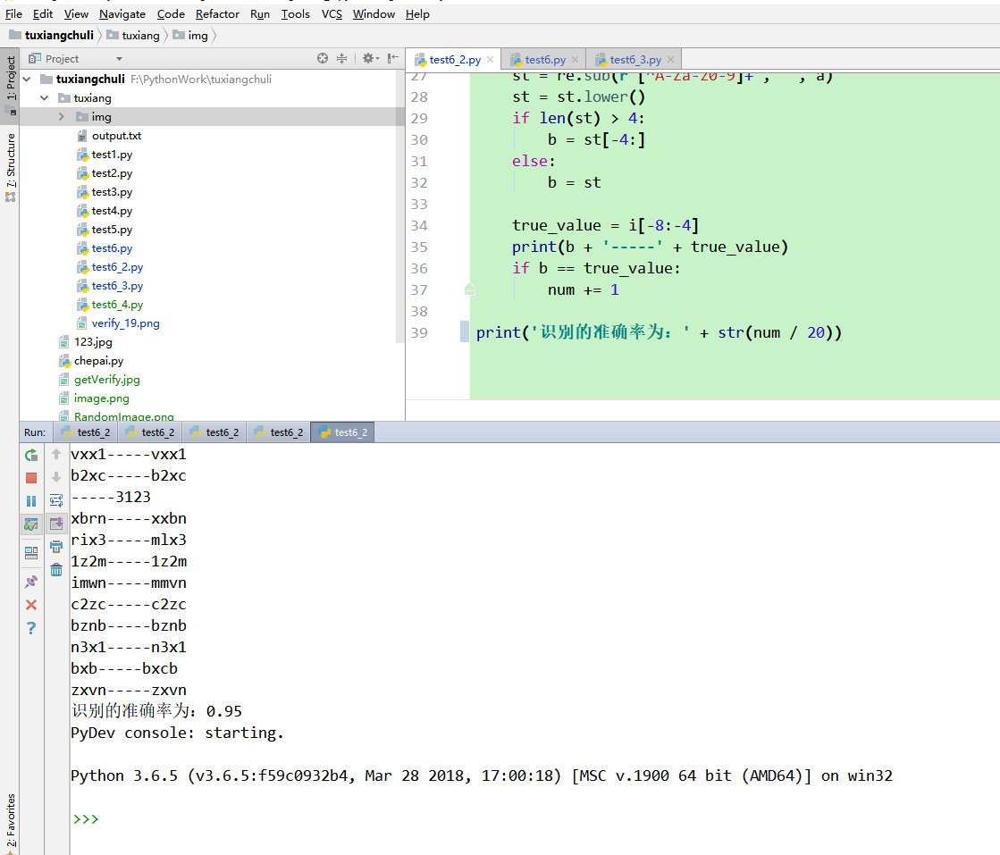 File Edit View Navigate Code Refactor Run Tools VCS Window Help
tuxiangchuli tuxiang img
1: Project
7: Structure
2: Favorites
Project
tuxiangchuli F:\PythonWork\tuxiangchuli
tuxiang
img
output.txt
test1.py
test2.py
test3.py
test4.py
test5.py
test6.py
test6_2.py
test6_3.py
test6_4.py
verify_19.png
123.jpg
chepai.py
getVerify.jpg
image.png
RandomImage.png
test6_2.py test6.py test6_3.py
27 st = re.sub(r'[^A-Za-z0-9]+', '', a)
28 st = st.lower()
29 if len(st) > 4:
30 b = st[-4:]
31 else:
32 b = st
33
34 true_value = i[-8:-4]
35 print(b + '-----' + true_value)
36 if b == true_value:
37 num += 1
38
39 print('识别的准确率为：' + str(num / 20))
Run: test6_2 test6_2 test6_2 test6_2 test6_2
vxx1-----vxx1
b2xc-----b2xc
-----3123
xbrn-----xxbn
rix3-----mlx3
1z2m-----1z2m
imwn-----mmvn
c2zc-----c2zc
bznb-----bznb
n3x1-----n3x1
bxb-----bxcb
zxvn-----zxvn
识别的准确率为：0.95
PyDev console: starting.
Python 3.6.5 (v3.6.5:f59c0932b4, Mar 28 2018, 17:00:18) [MSC v.1900 64 bit (AMD64)] on win32
>>>